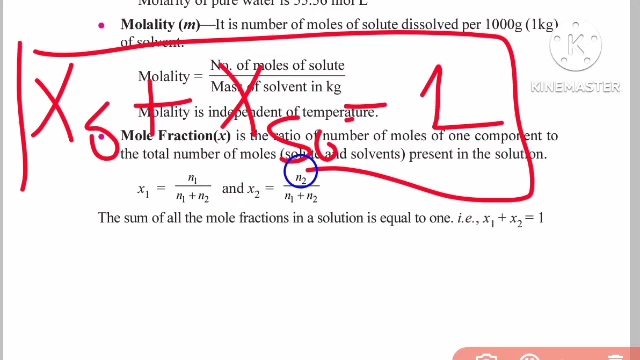 Molarity of pure water is 55.56 mol L
• Molality (m)—It is number of moles of solute dissolved per 1000g (1kg)
of solvent.
Molality = No. of moles of solute / Mass of solvent in kg
Molality is independent of temperature.
• Mole Fraction(x) is the ratio of number of moles of one component to
the total number of moles (solute and solvents) present in the solution.
x₁ = n₁ / n₁ + n₂ and x₂ = n₂ / n₁ + n₂
The sum of all the mole fractions in a solution is equal to one. i.e., x₁ + x₂ = 1
KINEMASTER